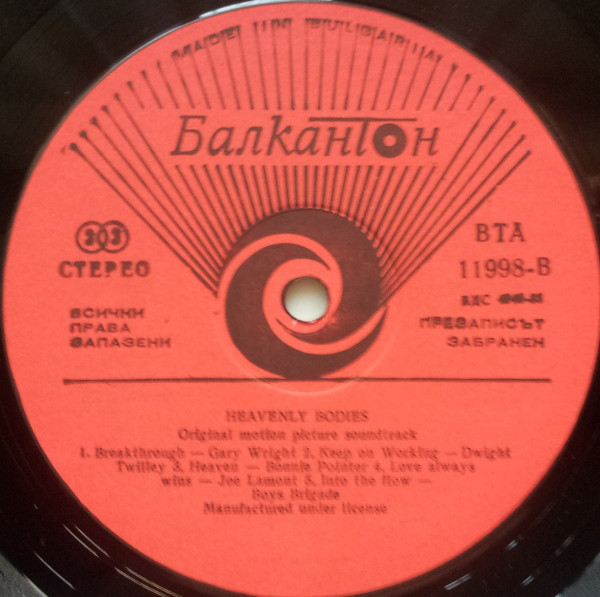 MADE IN BULGARIA
Балкантон
СТЕРЕО
ВТА
11998-В
БДС
ВСИЧКИ
ПРАВА
ЗАПАЗЕНИ
ПРЕЗАПИСЪТ
ЗАБРАНЕН
HEAVENLY BODIES
Original motion picture soundtrack
1. Breakthrough — Gary Wright 2. Keep on Working — Dwight
Twilley 3. Heaven — Bonnie Pointer 4. Love always
wins — Joe Lamont 5. Into the flow —
Boys Brigade
Manufactured under license